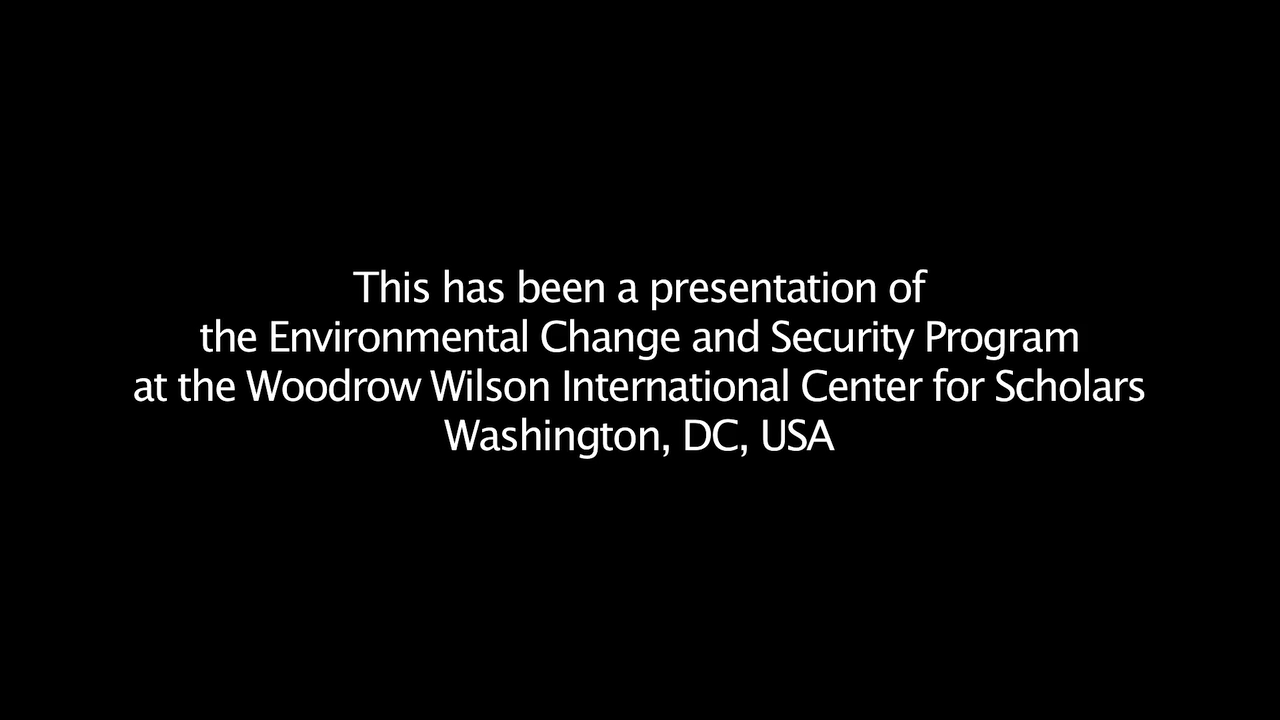 This has been a presentation of
the Environmental Change and Security Program
at the Woodrow Wilson International Center for Scholars
Washington, DC, USA